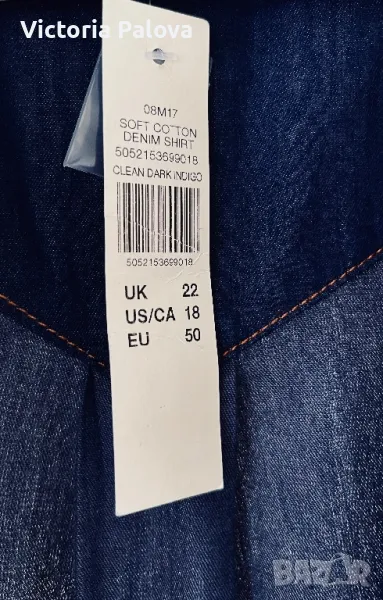 Victoria Palova
08M17
SOFT COTTON
DENIM SHIRT
5052153699018
CLEAN DARK INDIGO
5052153699018
UK 22
US/CA 18
EU 50
BAZAR